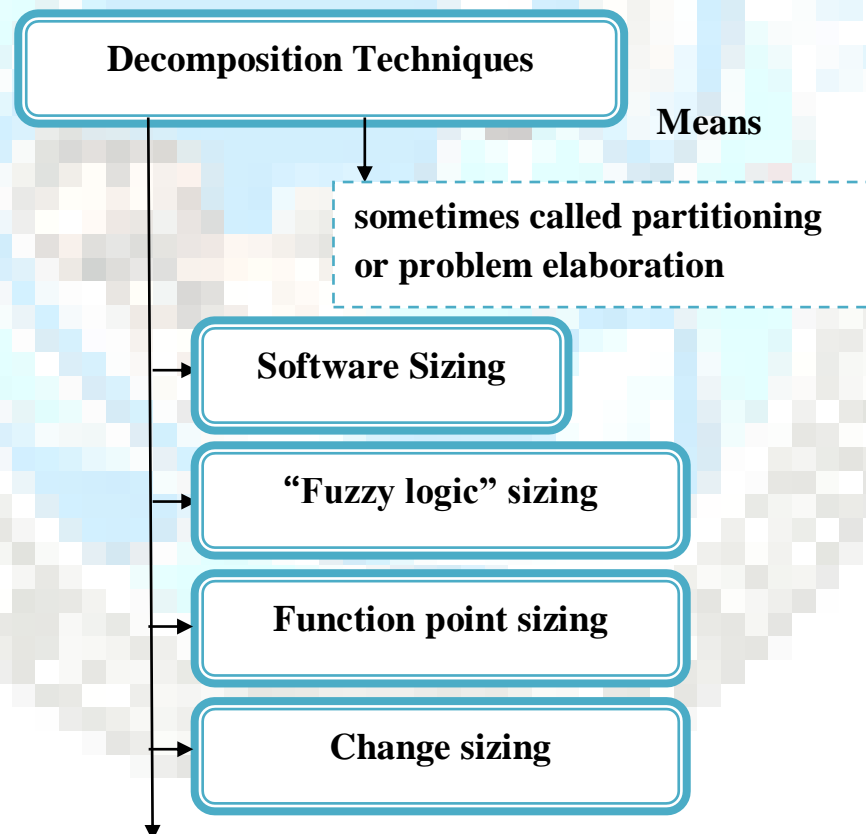 Decomposition Techniques
Means
sometimes called partitioning
or problem elaboration
Software Sizing
“Fuzzy logic” sizing
Function point sizing
Change sizing